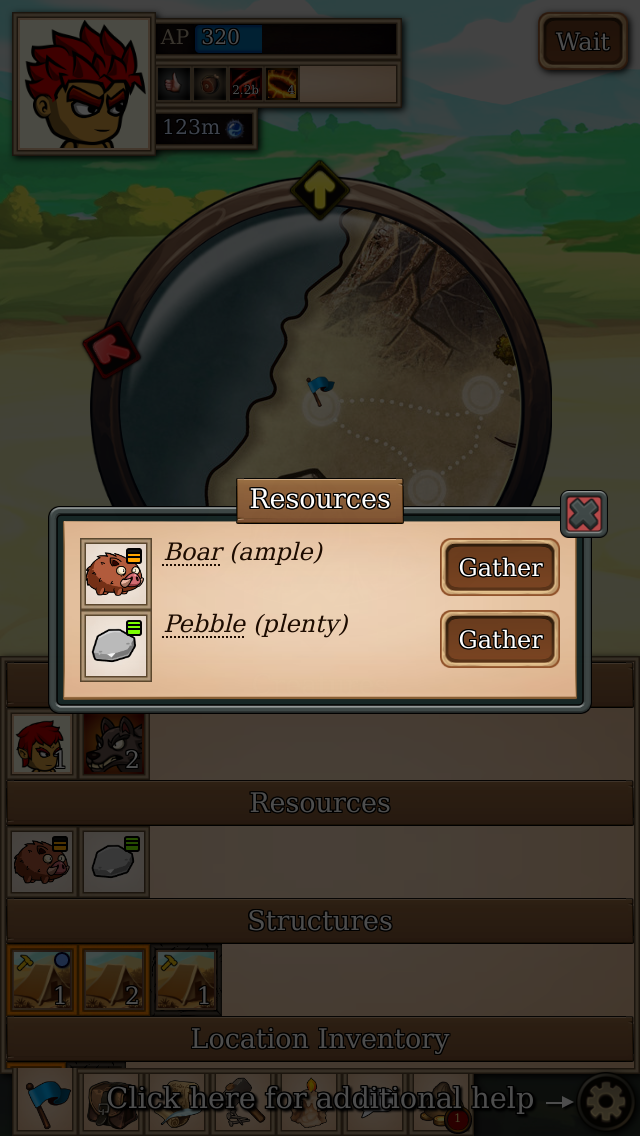 AP 320
Wait
2.2b 4
123m
Resources
Boar (ample)
Gather
Pebble (plenty)
Gather
1 2
Resources
Structures
1 2 1
Location Inventory
Click here for additional help →
1